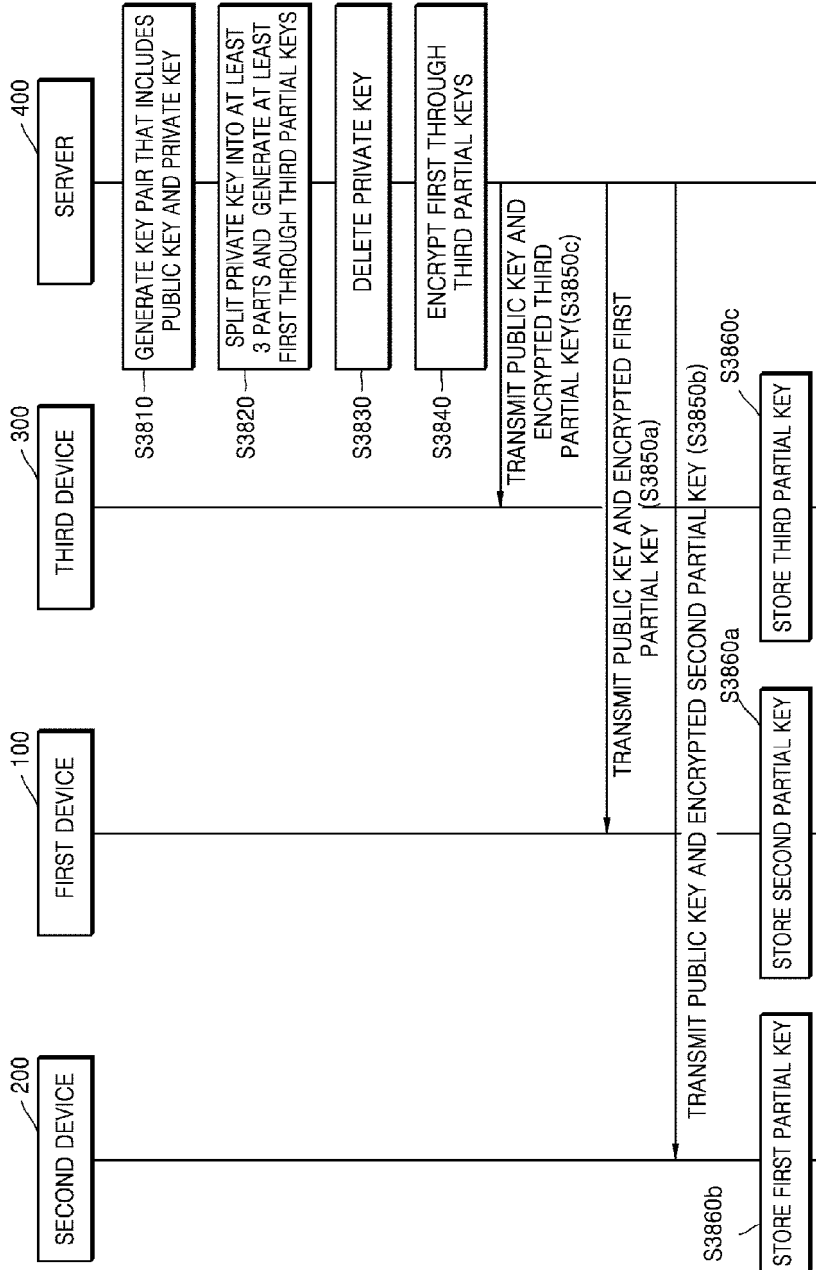 200
SECOND DEVICE
100
FIRST DEVICE
300
THIRD DEVICE
400
SERVER
S3810
GENERATE KEY PAIR THAT INCLUDES
PUBLIC KEY AND PRIVATE KEY
S3820
SPLIT PRIVATE KEY INTO AT LEAST
3 PARTS AND GENERATE AT LEAST
FIRST THROUGH THIRD PARTIAL KEYS
S3830
DELETE PRIVATE KEY
S3840
ENCRYPT FIRST THROUGH
THIRD PARTIAL KEYS
TRANSMIT PUBLIC KEY AND
ENCRYPTED THIRD
PARTIAL KEY(S3850c)
TRANSMIT PUBLIC KEY AND ENCRYPTED FIRST
PARTIAL KEY (S3850a)
TRANSMIT PUBLIC KEY AND ENCRYPTED SECOND PARTIAL KEY (S3850b)
S3860b
STORE FIRST PARTIAL KEY
S3860a
STORE SECOND PARTIAL KEY
S3860c
STORE THIRD PARTIAL KEY